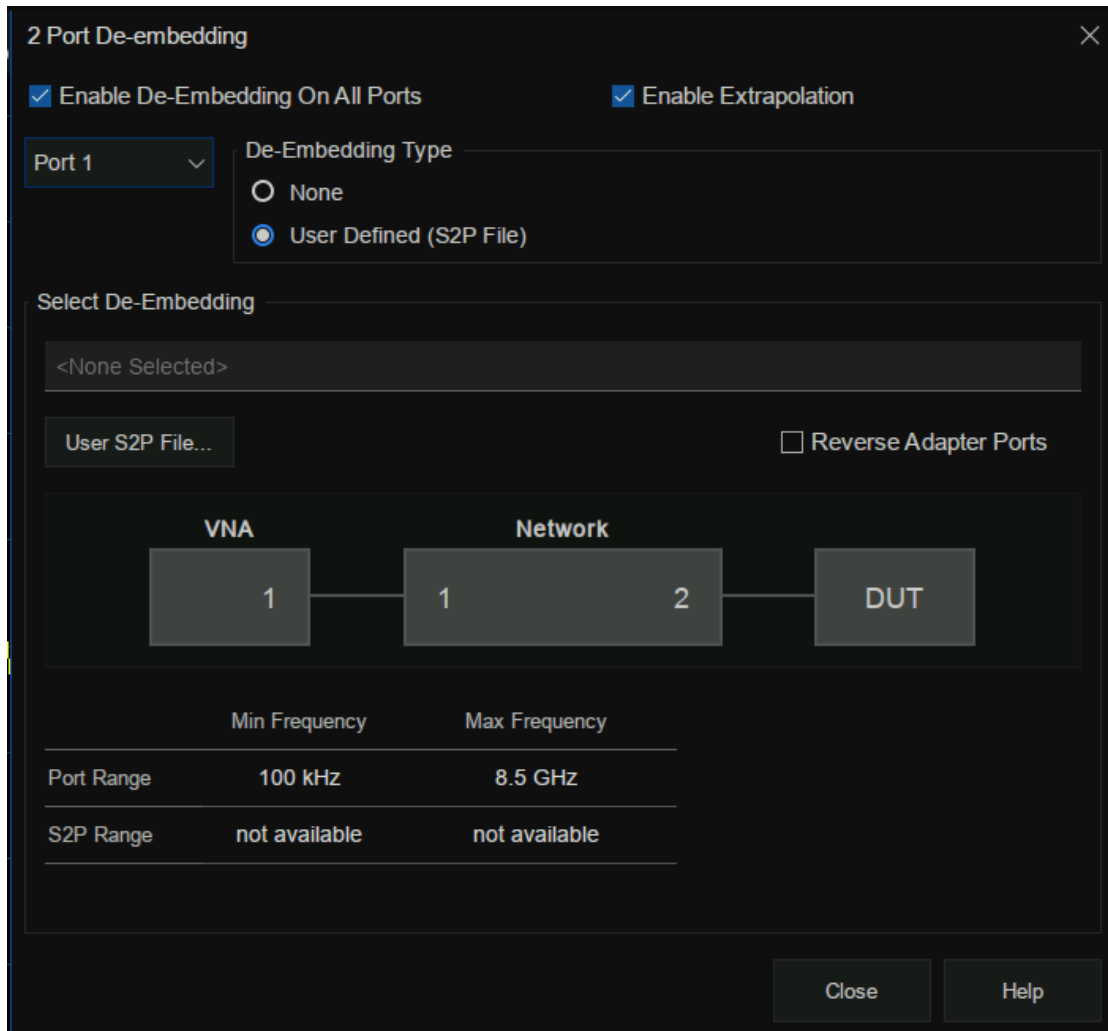 2 Port De-embedding
Enable De-Embedding On All Ports
Enable Extrapolation
Port 1
De-Embedding Type
None
User Defined (S2P File)
Select De-Embedding
<None Selected>
User S2P File...
Reverse Adapter Ports
VNA
Network
1
1
2
DUT
Min Frequency
Max Frequency
Port Range
100 kHz
8.5 GHz
S2P Range
not available
not available
Close
Help